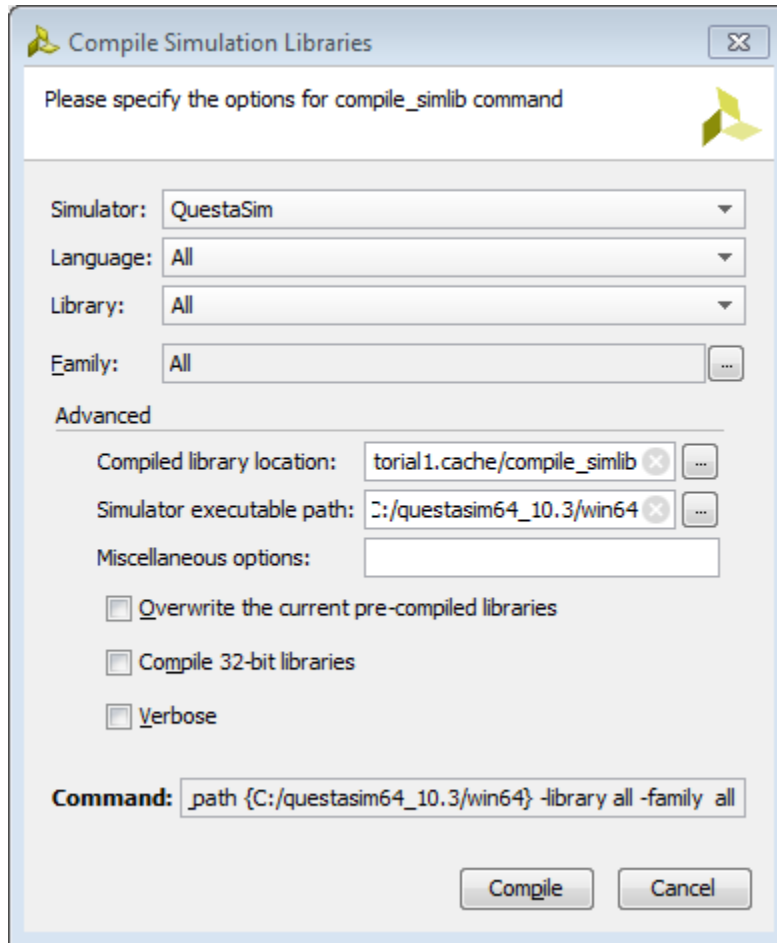 Compile Simulation Libraries
Please specify the options for compile_simlib command
Simulator: QuestaSim
Language: All
Library: All
Family: All ...
Advanced
Compiled library location: torial1.cache/compile_simlib ...
Simulator executable path: C:/questasim64_10.3/win64 ...
Miscellaneous options:
Overwrite the current pre-compiled libraries
Compile 32-bit libraries
Verbose
Command: _path {C:/questasim64_10.3/win64} -library all -family  all
Compile Cancel